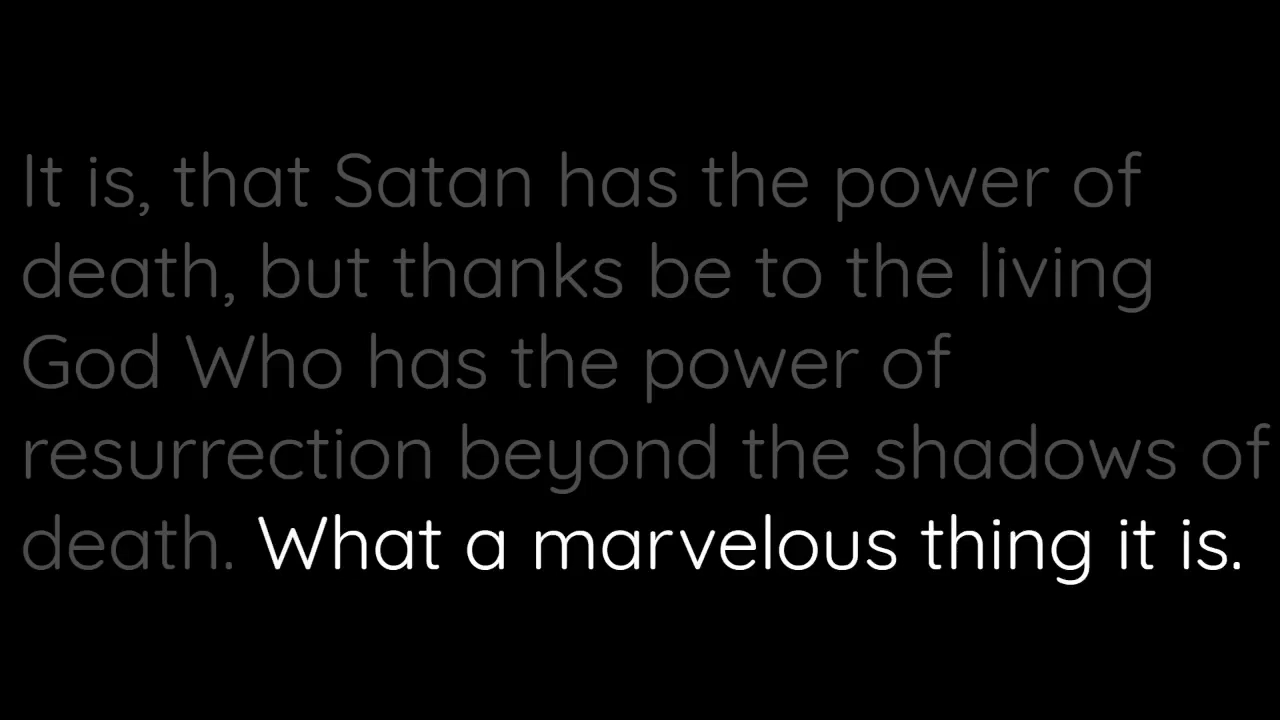 It is, that Satan has the power of
death, but thanks be to the living
God Who has the power of
resurrection beyond the shadows of
death. What a marvelous thing it is.